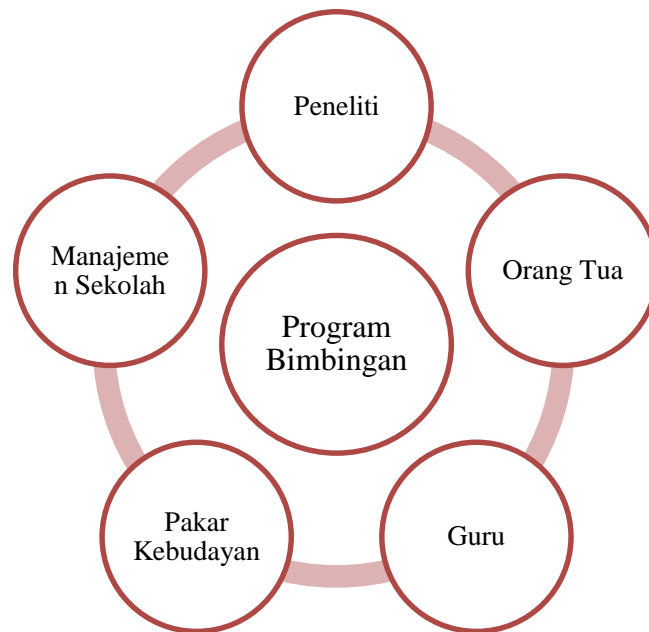 Peneliti
Orang Tua
Guru
Pakar
Kebudayan
Manajeme
n Sekolah
Program
Bimbingan